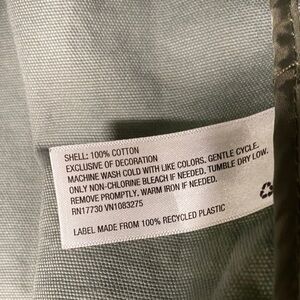 SHELL: 100% COTTON
EXCLUSIVE OF DECORATION
MACHINE WASH COLD WITH LIKE COLORS. GENTLE CYCLE.
ONLY NON-CHLORINE BLEACH IF NEEDED. TUMBLE DRY LOW.
REMOVE PROMPTLY. WARM IRON IF NEEDED.
RN17730 VN1083275
LABEL MADE FROM 100% RECYCLED PLASTIC